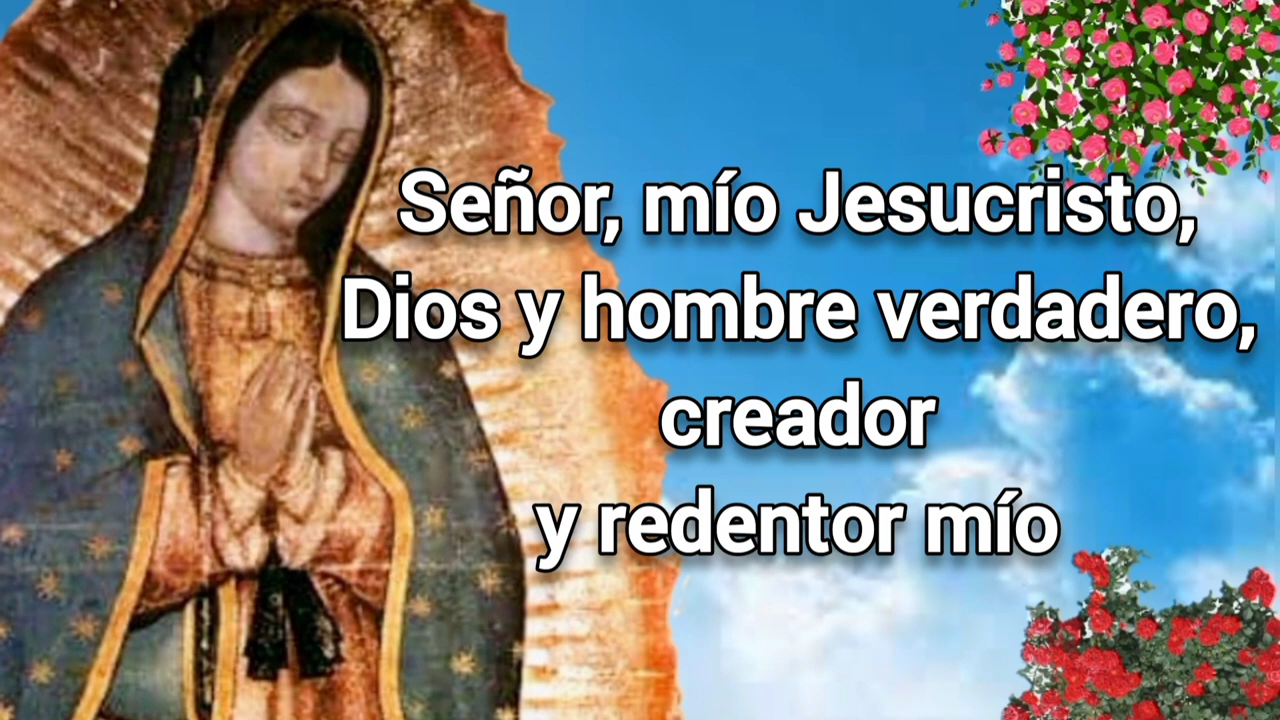 Señor, mío Jesucristo,
Dios y hombre verdadero,
creador
y redentor mío